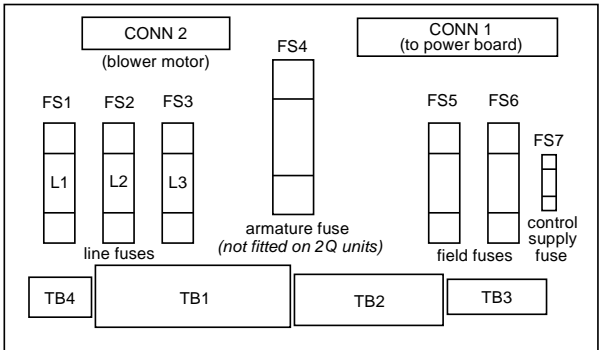 CONN 2
(blower motor)
FS4
CONN 1
(to power board)
FS1
FS2
FS3
FS5
FS6
FS7
L1
L2
L3
line fuses
armature fuse
(not fitted on 2Q units)
field fuses
control
supply
fuse
TB4
TB1
TB2
TB3